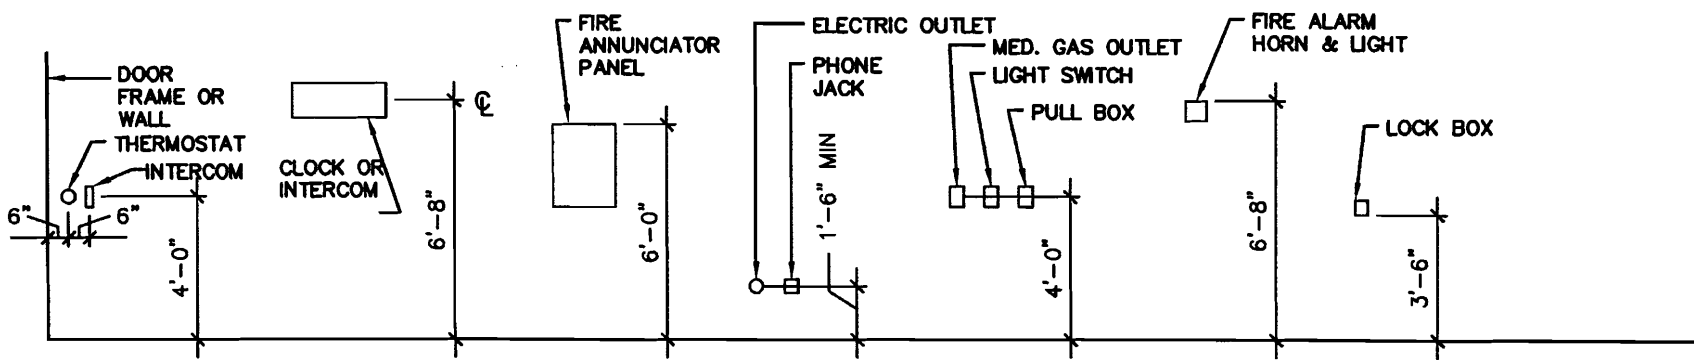 DOOR
FRAME OR
WALL
THERMOSTAT
INTERCOM
6"
6"
4'-0"
CLOCK OR
INTERCOM
℄
6'-8"
FIRE
ANNUNCIATOR
PANEL
6'-0"
ELECTRIC OUTLET
PHONE
JACK
1'-6" MIN
MED. GAS OUTLET
LIGHT SWITCH
PULL BOX
4'-0"
FIRE ALARM
HORN & LIGHT
6'-8"
LOCK BOX
3'-6"